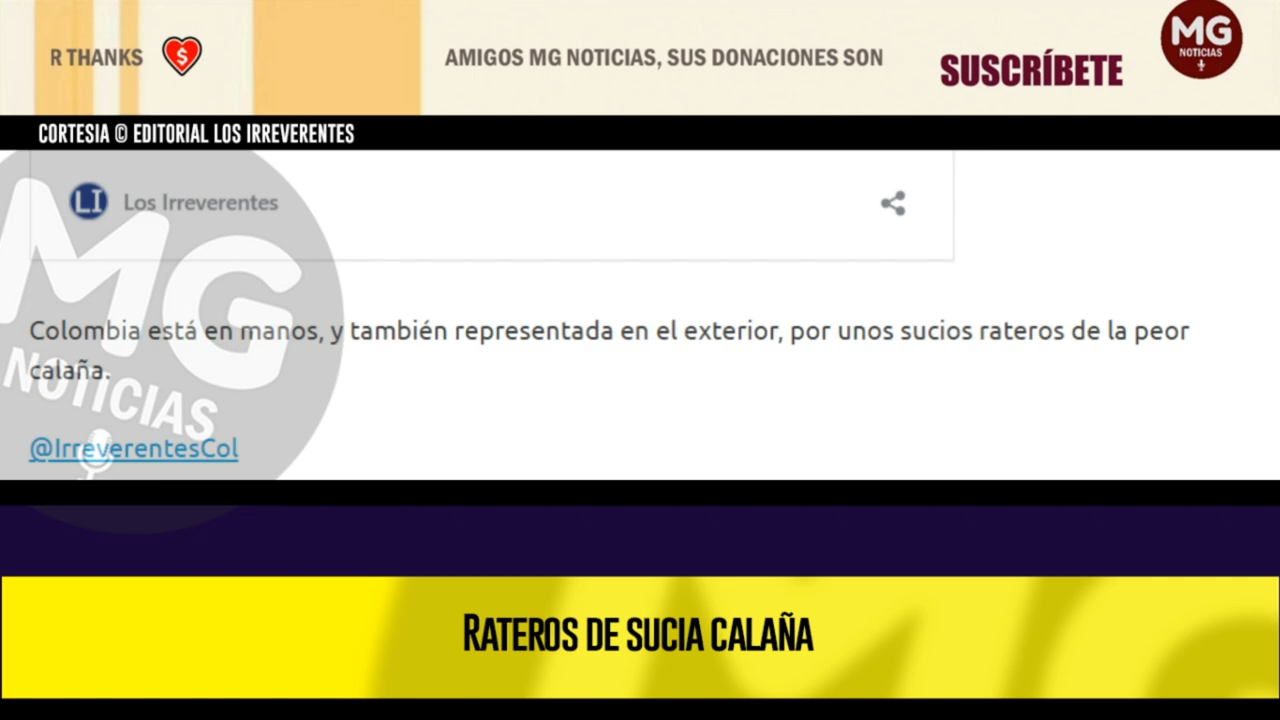 R THANKS
AMIGOS MG NOTICIAS, SUS DONACIONES SON
SUSCRÍBETE
MG
NOTICIAS
CORTESIA © EDITORIAL LOS IRREVERENTES
LI Los Irreverentes
Colombia está en manos, y también representada en el exterior, por unos sucios rateros de la peor
calaña.
@IrreverentesCol
MG
NOTICIAS
RATEROS DE SUCIA CALAÑA